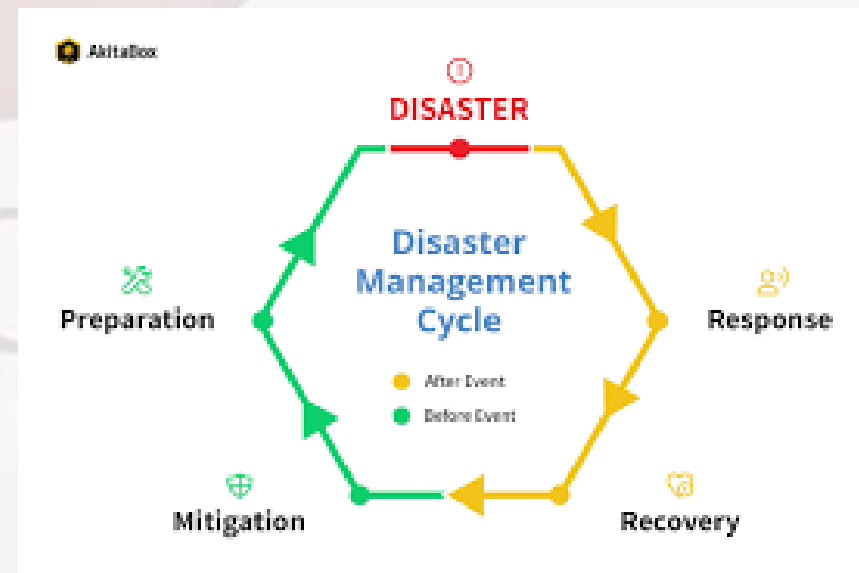 AkitaBox
DISASTER
Disaster
Management
Cycle
Preparation
Response
After Event
Before Event
Mitigation
Recovery